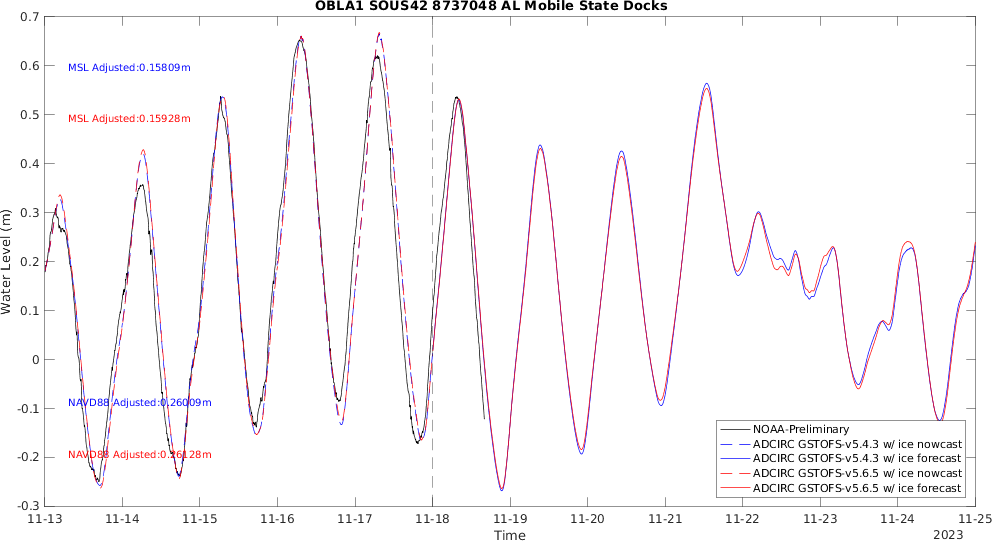 OBLA1 SOUS42 8737048 AL Mobile State Docks
0.7
0.6
0.5
0.4
0.3
0.2
0.1
0
-0.1
-0.2
-0.3
Water Level (m)
MSL Adjusted:0.15809m
MSL Adjusted:0.15928m
NAVD88 Adjusted:0.26009m
NAVD88 Adjusted:0.26128m
NOAA-Preliminary
ADCIRC GSTOFS-v5.4.3 w/ ice nowcast
ADCIRC GSTOFS-v5.4.3 w/ ice forecast
ADCIRC GSTOFS-v5.6.5 w/ ice nowcast
ADCIRC GSTOFS-v5.6.5 w/ ice forecast
11-13 11-14 11-15 11-16 11-17 11-18 11-19 11-20 11-21 11-22 11-23 11-24 11-25
Time
2023